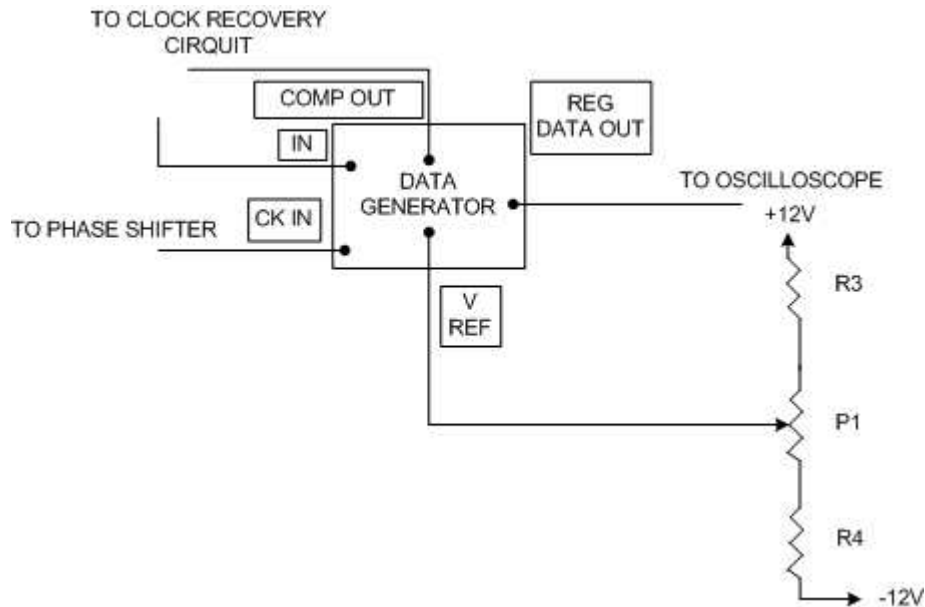 TO CLOCK RECOVERY
CIRQUIT
COMP OUT
REG
DATA OUT
IN
DATA
GENERATOR
TO OSCILLOSCOPE
CK IN
TO PHASE SHIFTER
+12V
R3
V
REF
P1
R4
-12V